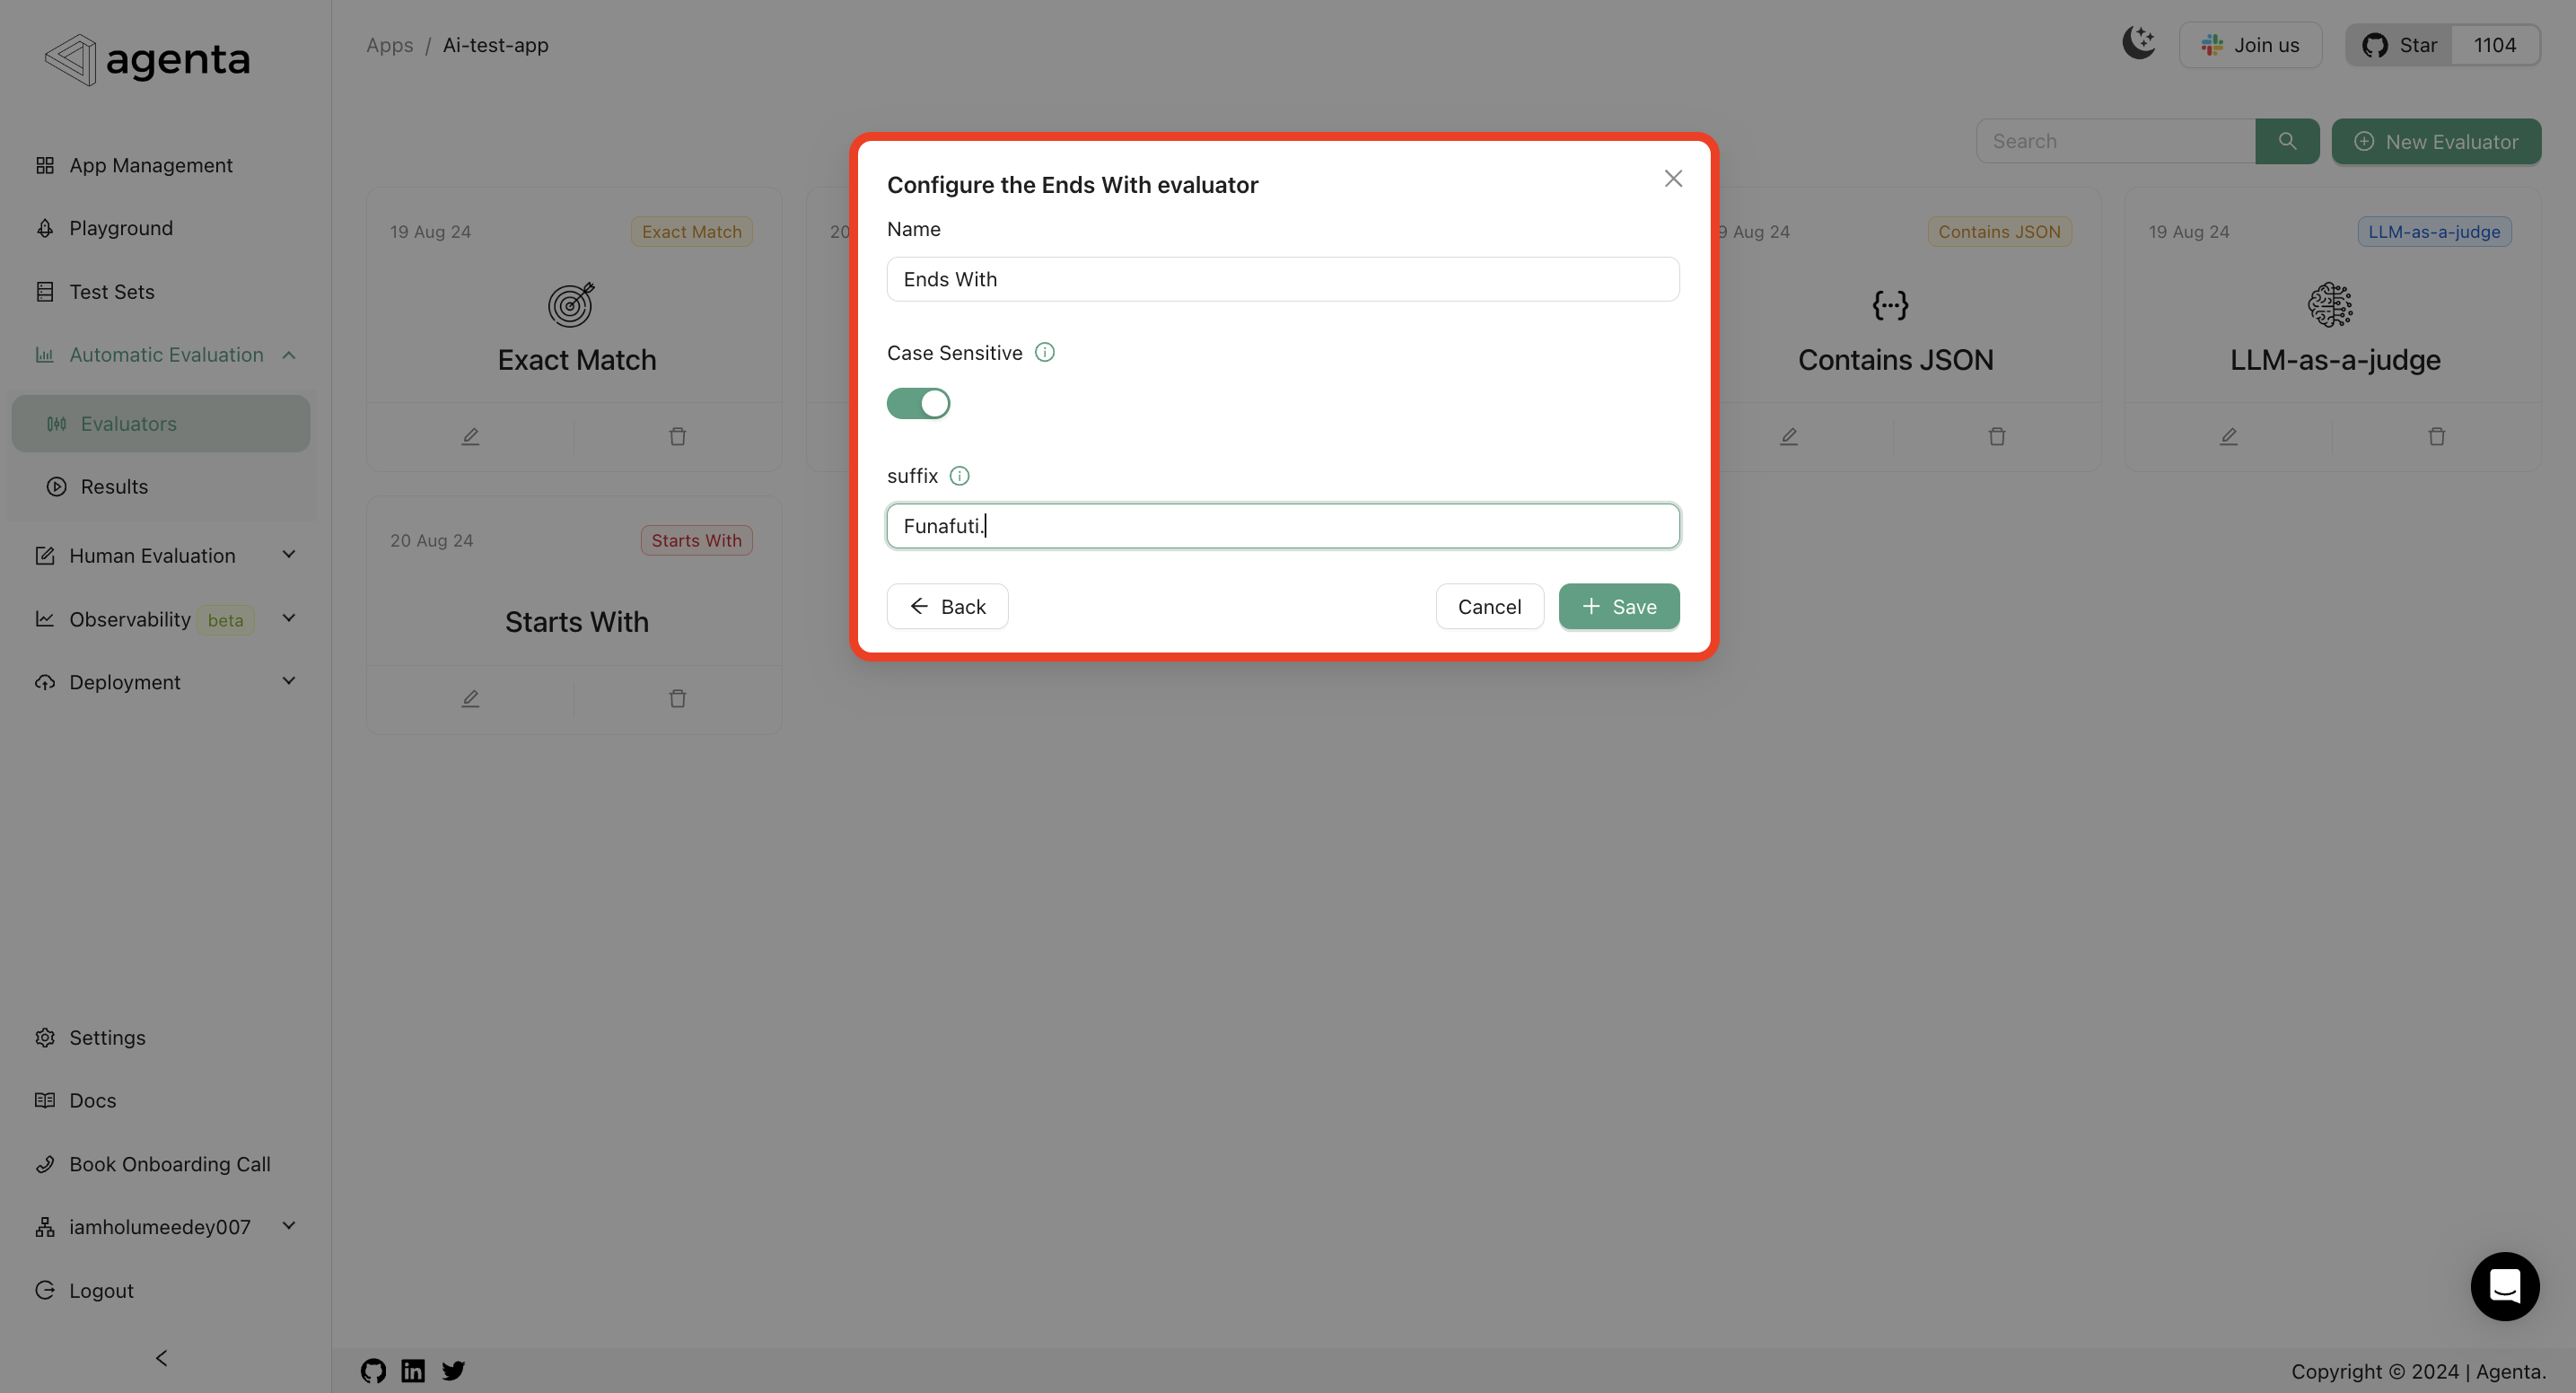 agenta
Apps / Ai-test-app
Join us
Star 1104
App Management
Playground
Test Sets
Automatic Evaluation
Evaluators
Results
Human Evaluation
Observability beta
Deployment
Settings
Docs
Book Onboarding Call
iamholumeedey007
Logout
Search
New Evaluator
19 Aug 24 Exact Match
Exact Match
20
9 Aug 24 Contains JSON
Contains JSON
19 Aug 24 LLM-as-a-judge
LLM-as-a-judge
20 Aug 24 Starts With
Starts With
Configure the Ends With evaluator
Name
Ends With
Case Sensitive
suffix
Funafuti.
Back Cancel Save
Copyright © 2024 | Agenta.